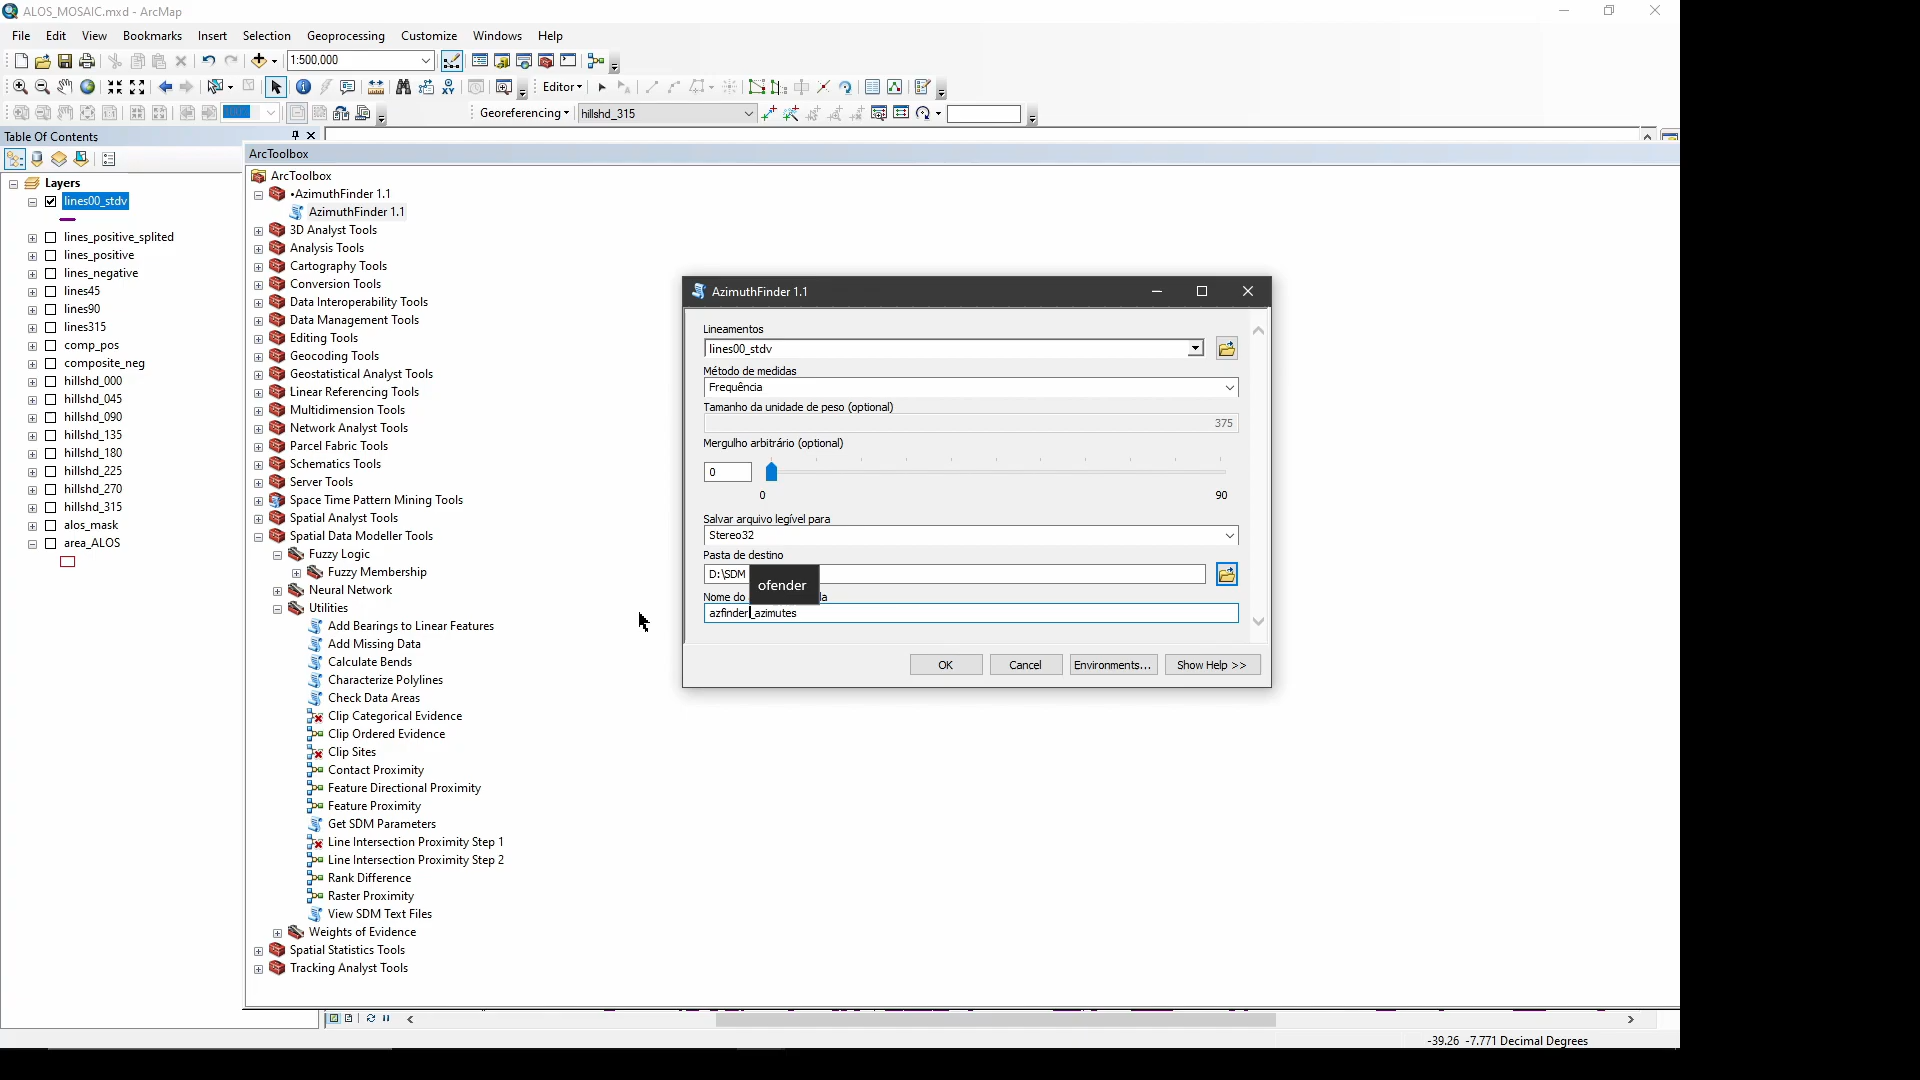 ALOS_MOSAIC.mxd - ArcMap
File Edit View Bookmarks Insert Selection Geoprocessing Customize Windows Help
1:500,000
Editor
Georeferencing hillshd_315
Table Of Contents
Layers
lines00_stdv
lines_positive_splited
lines_positive
lines_negative
lines45
lines90
lines315
comp_pos
composite_neg
hillshd_000
hillshd_045
hillshd_090
hillshd_135
hillshd_180
hillshd_225
hillshd_270
hillshd_315
alos_mask
area_ALOS
ArcToolbox
ArcToolbox
•AzimuthFinder 1.1
AzimuthFinder 1.1
3D Analyst Tools
Analysis Tools
Cartography Tools
Conversion Tools
Data Interoperability Tools
Data Management Tools
Editing Tools
Geocoding Tools
Geostatistical Analyst Tools
Linear Referencing Tools
Multidimension Tools
Network Analyst Tools
Parcel Fabric Tools
Schematics Tools
Server Tools
Space Time Pattern Mining Tools
Spatial Analyst Tools
Spatial Data Modeller Tools
Fuzzy Logic
Fuzzy Membership
Neural Network
Utilities
Add Bearings to Linear Features
Add Missing Data
Calculate Bends
Characterize Polylines
Check Data Areas
Clip Categorical Evidence
Clip Ordered Evidence
Clip Sites
Contact Proximity
Feature Directional Proximity
Feature Proximity
Get SDM Parameters
Line Intersection Proximity Step 1
Line Intersection Proximity Step 2
Rank Difference
Raster Proximity
View SDM Text Files
Weights of Evidence
Spatial Statistics Tools
Tracking Analyst Tools
AzimuthFinder 1.1
Lineamentos
lines00_stdv
Método de medidas
Frequência
Tamanho da unidade de peso (optional)
375
Mergulho arbitrário (optional)
0
0 90
Salvar arquivo legível para
Stereo32
Pasta de destino
D:\SDM
ofender
Nome do la
azfinder_azimutes
OK Cancel Environments... Show Help >>
-39.26 -7.771 Decimal Degrees